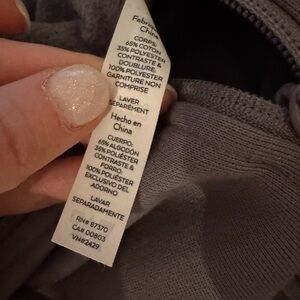 Fabriqué
Chine
CORPS:
65% COTON
35% POLYESTER
CONTRASTE &
DOUBLURE:
100% POLYESTER
GARNITURE NON
COMPRISE
LAVER
SÉPARÉMENT
Hecho en
China
CUERPO:
65% ALGODÓN
35% POLIÉSTER
CONTRASTE &
FORRO:
100% POLIÉSTER
EXCLUSIVO DEL
ADORNO
LAVAR
SEPARADAMENTE
RN# 87370
CA# 00803
VN#2429